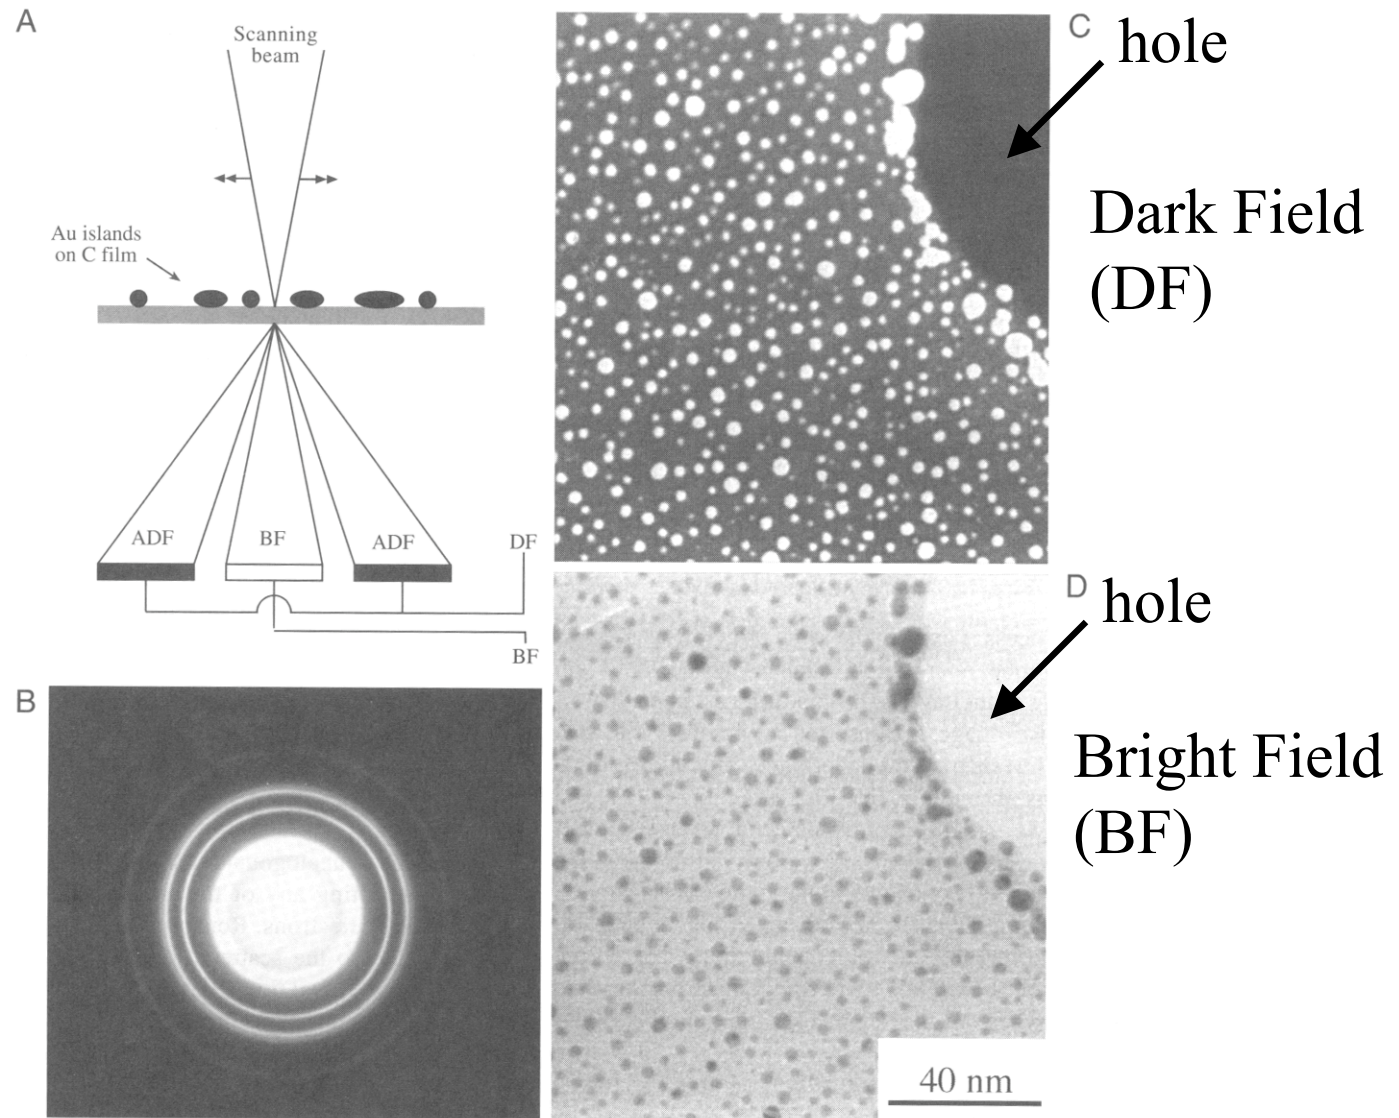 A
Scanning
beam
Au islands
on C film
ADF
BF
ADF
DF
BF
B
C
hole
Dark Field
(DF)
D
hole
Bright Field
(BF)
40 nm